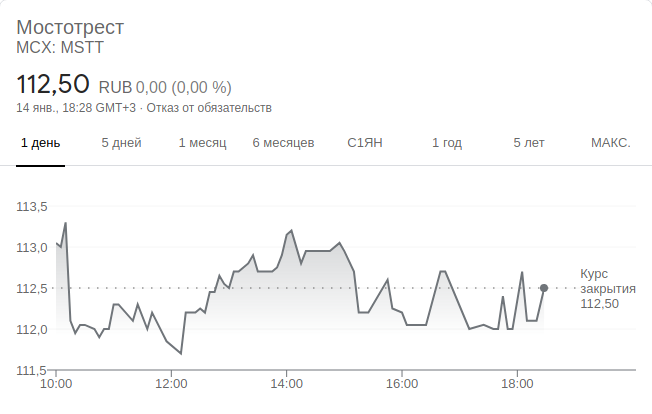 Мостотрест
MCX: MSTT
112,50 RUB 0,00 (0,00 %)
14 янв., 18:28 GMT+3 · Отказ от обязательств
1 день 5 дней 1 месяц 6 месяцев С1ЯН 1 год 5 лет МАКС.
113,5
113,0
112,5
112,0
111,5
Курс
закрытия
112,50
10:00 12:00 14:00 16:00 18:00